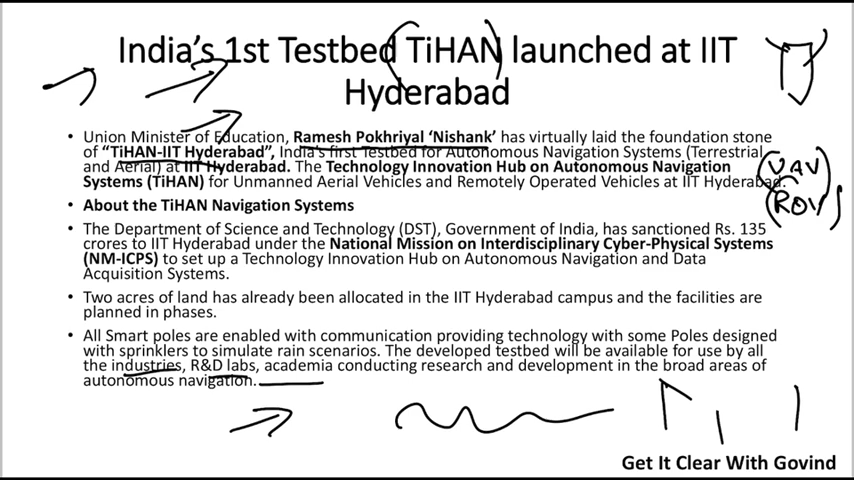 India's 1st Testbed TiHAN launched at IIT
Hyderabad
• Union Minister of Education, Ramesh Pokhriyal 'Nishank' has virtually laid the foundation stone
of "TiHAN-IIT Hyderabad", India's first Testbed for Autonomous Navigation Systems (Terrestrial
and Aerial) at IIT Hyderabad. The Technology Innovation Hub on Autonomous Navigation
Systems (TiHAN) for Unmanned Aerial Vehicles and Remotely Operated Vehicles at IIT Hyderabad.
UAV
ROV
• About the TiHAN Navigation Systems
• The Department of Science and Technology (DST), Government of India, has sanctioned Rs. 135
crores to IIT Hyderabad under the National Mission on Interdisciplinary Cyber-Physical Systems
(NM-ICPS) to set up a Technology Innovation Hub on Autonomous Navigation and Data
Acquisition Systems.
• Two acres of land has already been allocated in the IIT Hyderabad campus and the facilities are
planned in phases.
• All Smart poles are enabled with communication providing technology with some Poles designed
with sprinklers to simulate rain scenarios. The developed testbed will be available for use by all
the industries, R&D labs, academia conducting research and development in the broad areas of
autonomous navigation.
Get It Clear With Govind